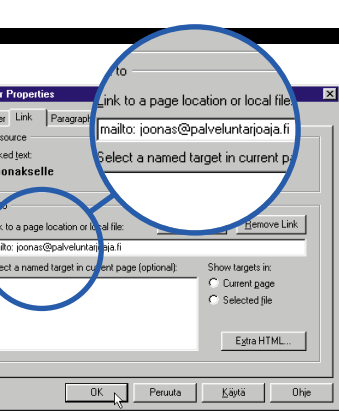 to
Link to a page location or local file:
mailto: joonas@palveluntarjoaja.fi
Select a named target in current pa
r Properties
er Link Paragraph
source
ked text:
onakselle
k to a page location or local file:
Remove Link
ilto: joonas@palveluntarjoaja.fi
ect a named target in current page (optional):
Show targets in:
Current page
Selected file
Extra HTML...
OK Peruuta Käytä Ohje